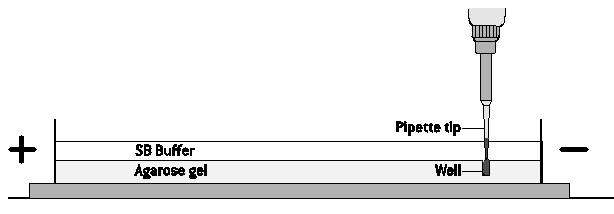 Pipette tip
+
SB Buffer
−
Agarose gel
Well